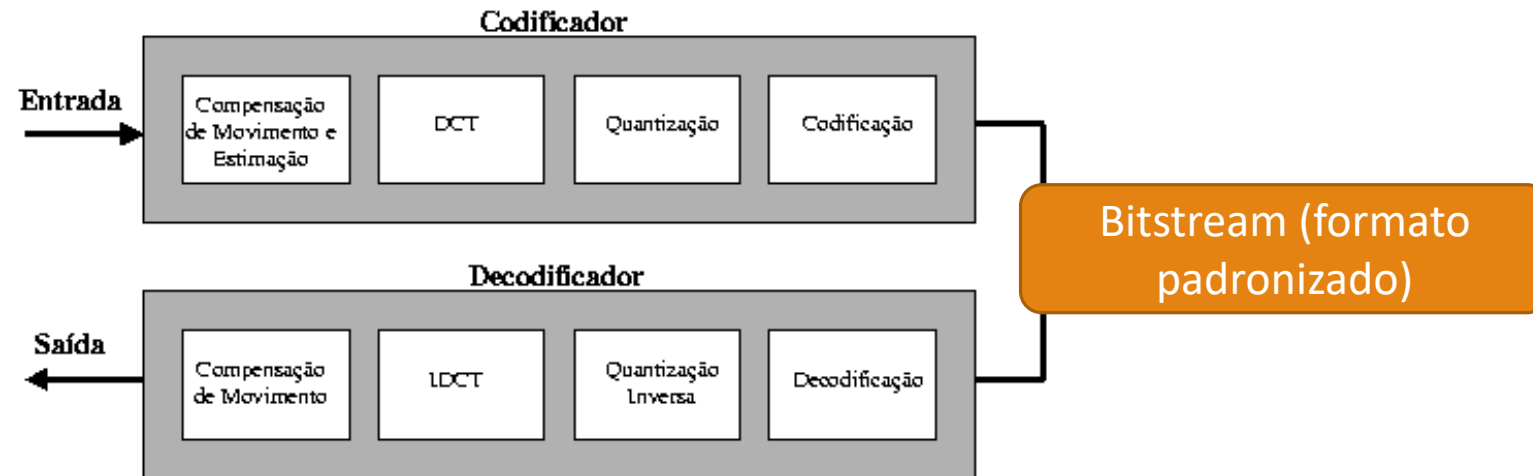 Codificador
Entrada
Compensação
de Movimento e
Estimação
DCT
Quantização
Codificação
Bitstream (formato
padronizado)
Decodificador
Saída
Compensação
de Movimento
IDCT
Quantização
Inversa
Decodificação